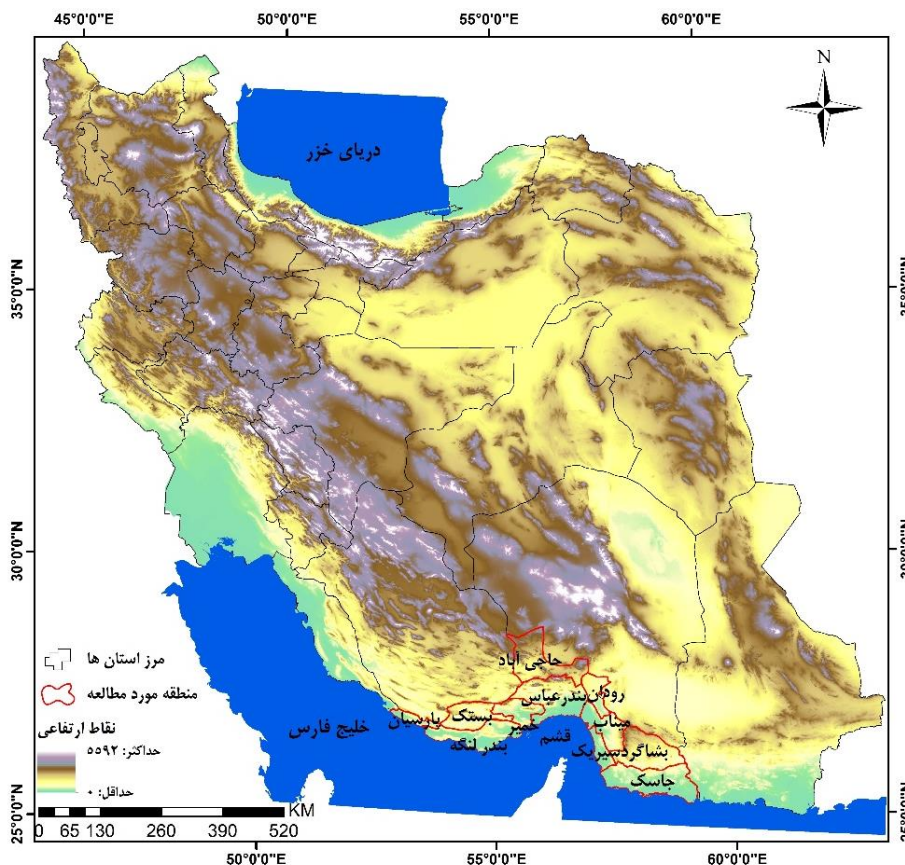 45°0'0"E 50°0'0"E 55°0'0"E 60°0'0"E
N
دریای خزر
35°0'0"N
30°0'0"N
25°0'0"N
حاجی آباد
رودان
بندرعباس
میناب
پارسیان
بستک
خمیر
قشم
بندر لنگه
خلیج فارس
بشاگرد
سیریک
جاسک
مرز استان ها
منطقه مورد مطالعه
نقاط ارتفاعی
حداکثر: ۵۵۹۲
حداقل: ۰
KM
0 65 130 260 390 520
50°0'0"E 55°0'0"E 60°0'0"E